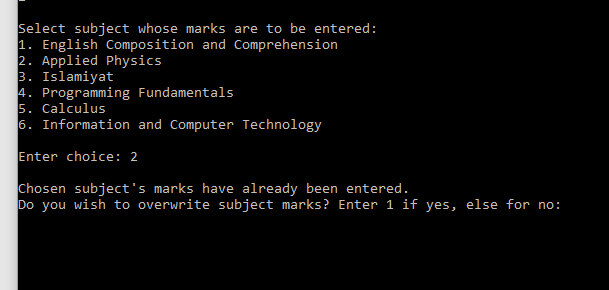 Select subject whose marks are to be entered:
1. English Composition and Comprehension
2. Applied Physics
3. Islamiyat
4. Programming Fundamentals
5. Calculus
6. Information and Computer Technology
Enter choice: 2
Chosen subject's marks have already been entered.
Do you wish to overwrite subject marks? Enter 1 if yes, else for no: